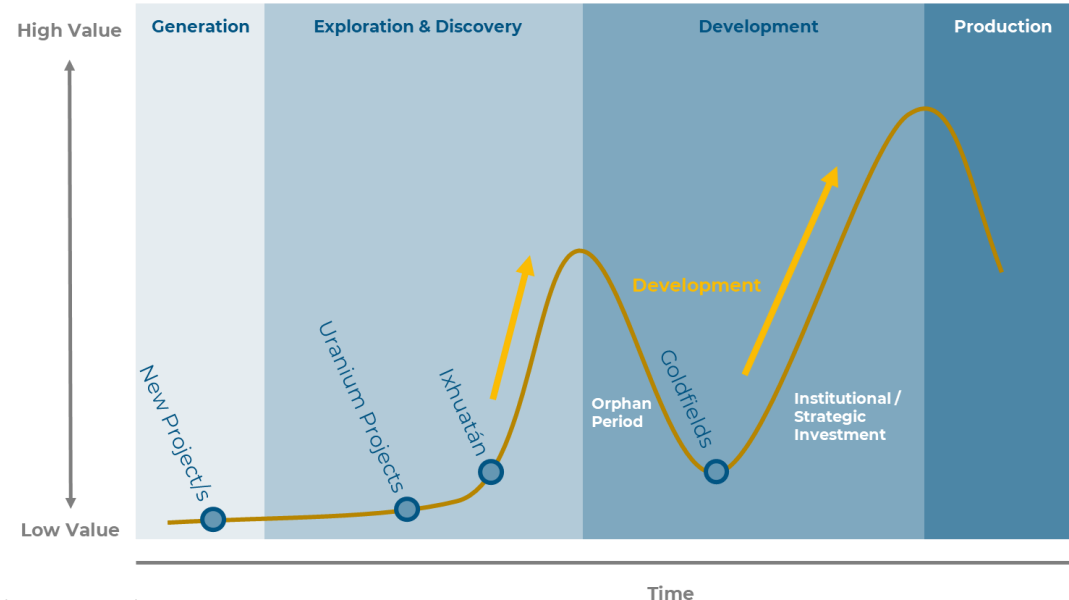 High Value
Generation
Exploration & Discovery
Development
Production
Development
New Project/s
Uranium Projects
Ixhuatán
Goldfields
Orphan
Period
Institutional /
Strategic
Investment
Low Value
Time